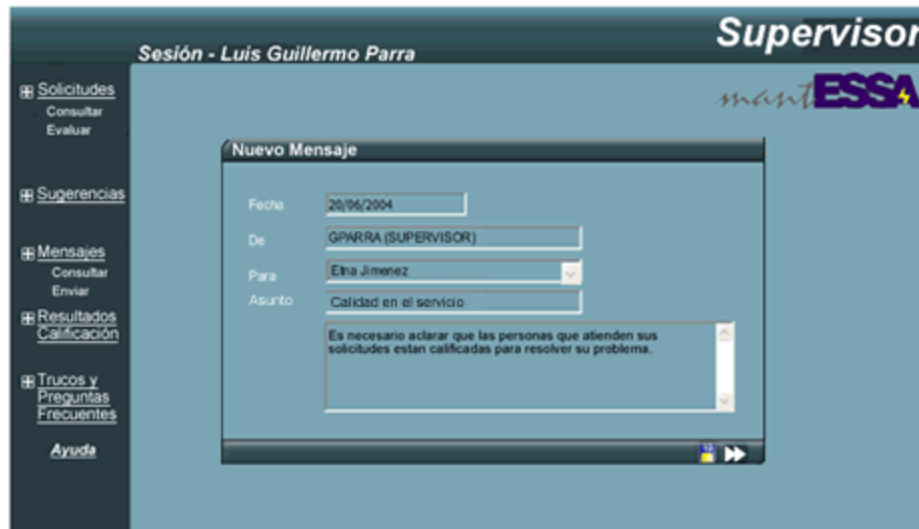 Supervisor
Sesión - Luis Guillermo Parra
mantESSA
Solicitudes
Consultar
Evaluar
Sugerencias
Mensajes
Consultar
Enviar
Resultados
Calificación
Trucos y
Preguntas
Frecuentes
Ayuda
Nuevo Mensaje
Fecha 20/06/2004
De GPARRA (SUPERVISOR)
Para Etna Jimenez
Asunto Calidad en el servicio
Es necesario aclarar que las personas que atienden sus
solicitudes estan calificadas para resolver su problema.